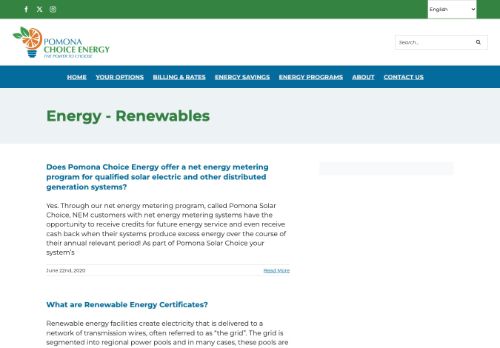 English
POMONA
CHOICE ENERGY
THE POWER TO CHOOSE
Search...
HOME YOUR OPTIONS BILLING & RATES ENERGY SAVINGS ENERGY PROGRAMS ABOUT CONTACT US
Energy - Renewables
Does Pomona Choice Energy offer a net energy metering
program for qualified solar electric and other distributed
generation systems?
Yes. Through our net energy metering program, called Pomona Solar
Choice, NEM customers with net energy metering systems have the
opportunity to receive credits for future energy service and even receive
cash back when their systems produce excess energy over the course of
their annual relevant period! As part of Pomona Solar Choice your
system's
June 22nd, 2020 Read More
What are Renewable Energy Certificates?
Renewable energy facilities create electricity that is delivered to a
network of transmission wires, often referred to as "the grid". The grid is
segmented into regional power pools and in many cases, these pools are